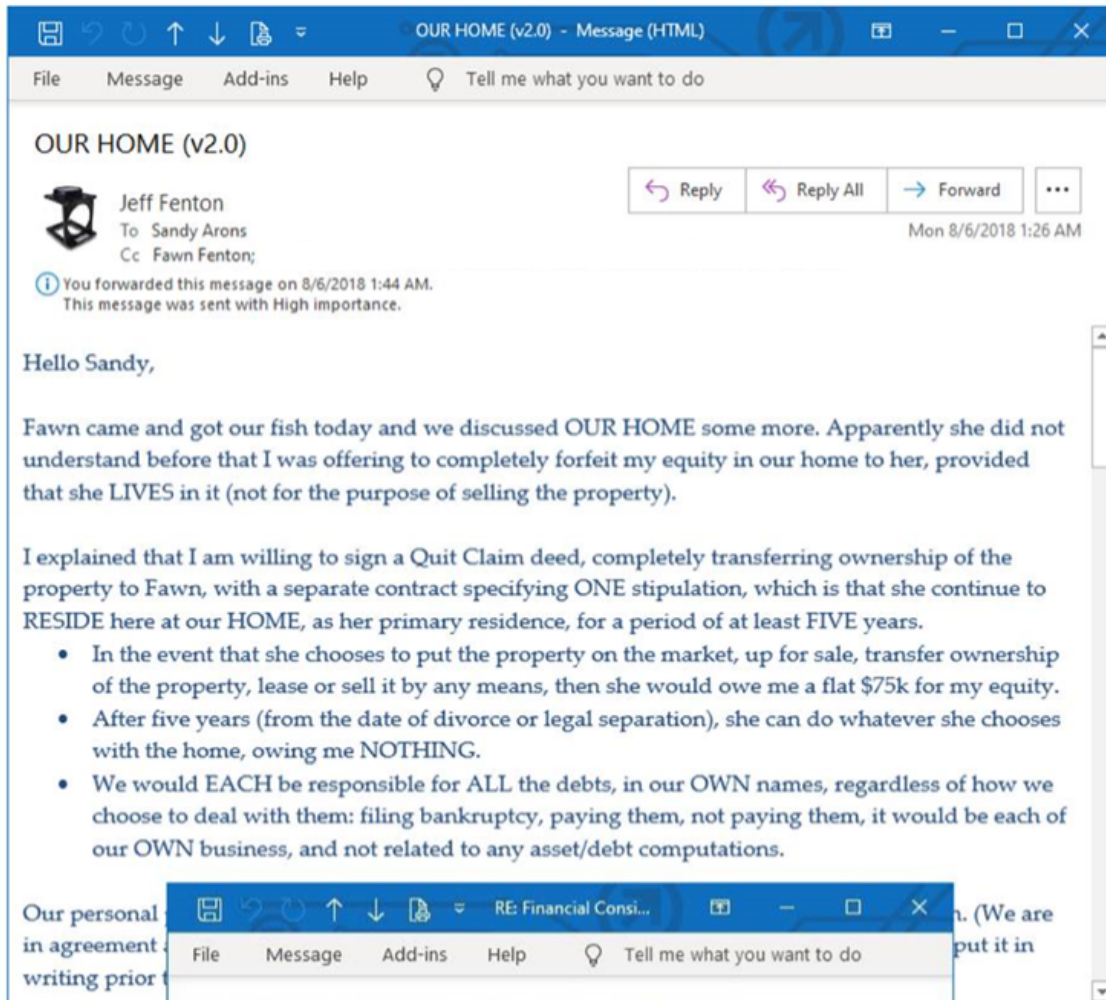 OUR HOME (v2.0) - Message (HTML)
File Message Add-ins Help Tell me what you want to do
OUR HOME (v2.0)
Jeff Fenton
To Sandy Arons
Cc Fawn Fenton;
Reply Reply All Forward ...
Mon 8/6/2018 1:26 AM
You forwarded this message on 8/6/2018 1:44 AM.
This message was sent with High importance.
Hello Sandy,
Fawn came and got our fish today and we discussed OUR HOME some more. Apparently she did not
understand before that I was offering to completely forfeit my equity in our home to her, provided
that she LIVES in it (not for the purpose of selling the property).
I explained that I am willing to sign a Quit Claim deed, completely transferring ownership of the
property to Fawn, with a separate contract specifying ONE stipulation, which is that she continue to
RESIDE here at our HOME, as her primary residence, for a period of at least FIVE years.
• In the event that she chooses to put the property on the market, up for sale, transfer ownership
of the property, lease or sell it by any means, then she would owe me a flat $75k for my equity.
• After five years (from the date of divorce or legal separation), she can do whatever she chooses
with the home, owing me NOTHING.
• We would EACH be responsible for ALL the debts, in our OWN names, regardless of how we
choose to deal with them: filing bankruptcy, paying them, not paying them, it would be each of
our OWN business, and not related to any asset/debt computations.
Our personal
. (We are
in agreement
put it in
writing prior
RE: Financial Consi...
File Message Add-ins Help Tell me what you want to do